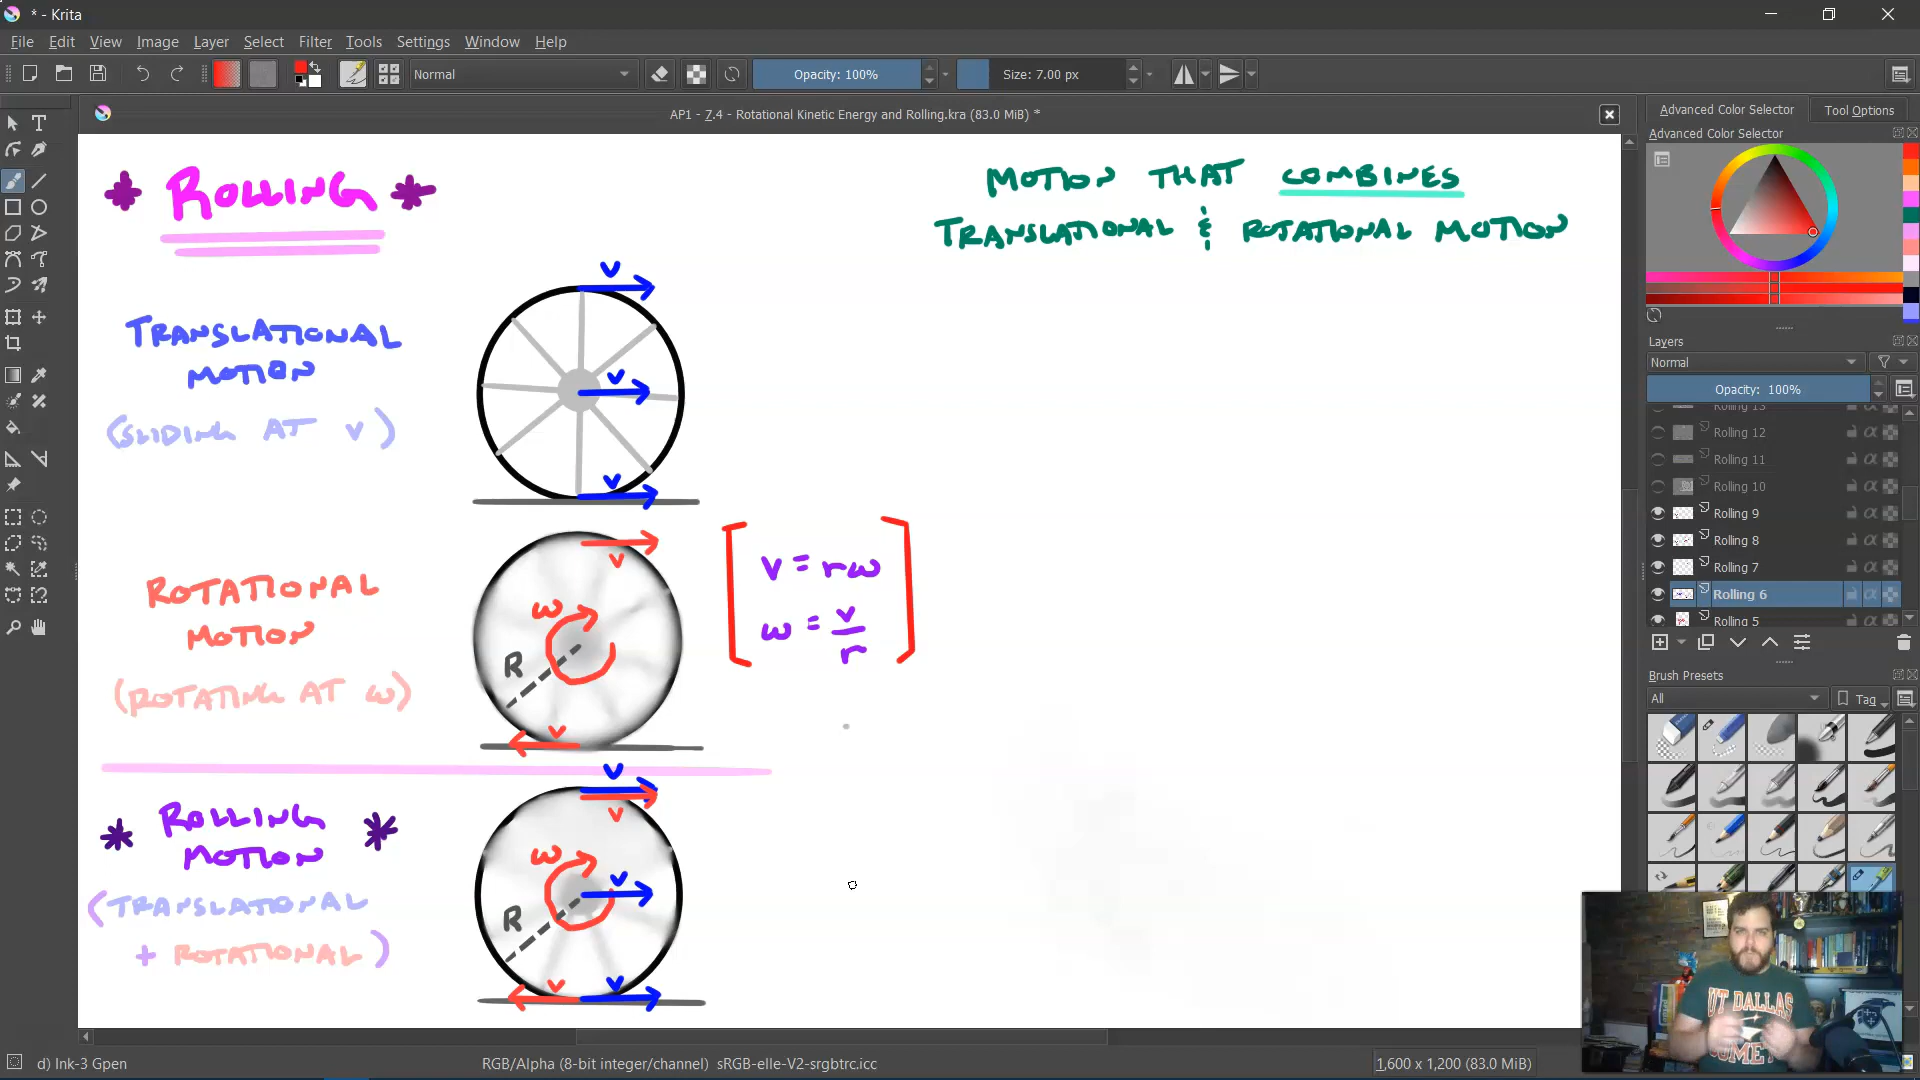 * - Krita
File Edit View Image Layer Select Filter Tools Settings Window Help
Normal
Opacity: 100%
Size: 7.00 px
AP1 - 7.4 - Rotational Kinetic Energy and Rolling.kra (83.0 MiB) *
* ROLLING *
MOTION THAT COMBINES
TRANSLATIONAL & ROTATIONAL MOTION
TRANSLATIONAL
MOTION
(SLIDING AT v)
v
v
v
ROTATIONAL
MOTION
(ROTATING AT ω)
v
ω
R
v
v = rω
ω = v/r
* ROLLING
MOTION *
(TRANSLATIONAL
+ ROTATIONAL)
v
v
ω
v
R
v
v
Advanced Color Selector
Tool Options
Advanced Color Selector
Layers
Normal
Opacity: 100%
Rolling 13
Rolling 12
Rolling 11
Rolling 10
Rolling 9
Rolling 8
Rolling 7
Rolling 6
Rolling 5
Brush Presets
All
Tag
UT DALLAS
COMETS
d) Ink-3 Gpen
RGB/Alpha (8-bit integer/channel) sRGB-elle-V2-srgbtrc.icc
1,600 x 1,200 (83.0 MiB)